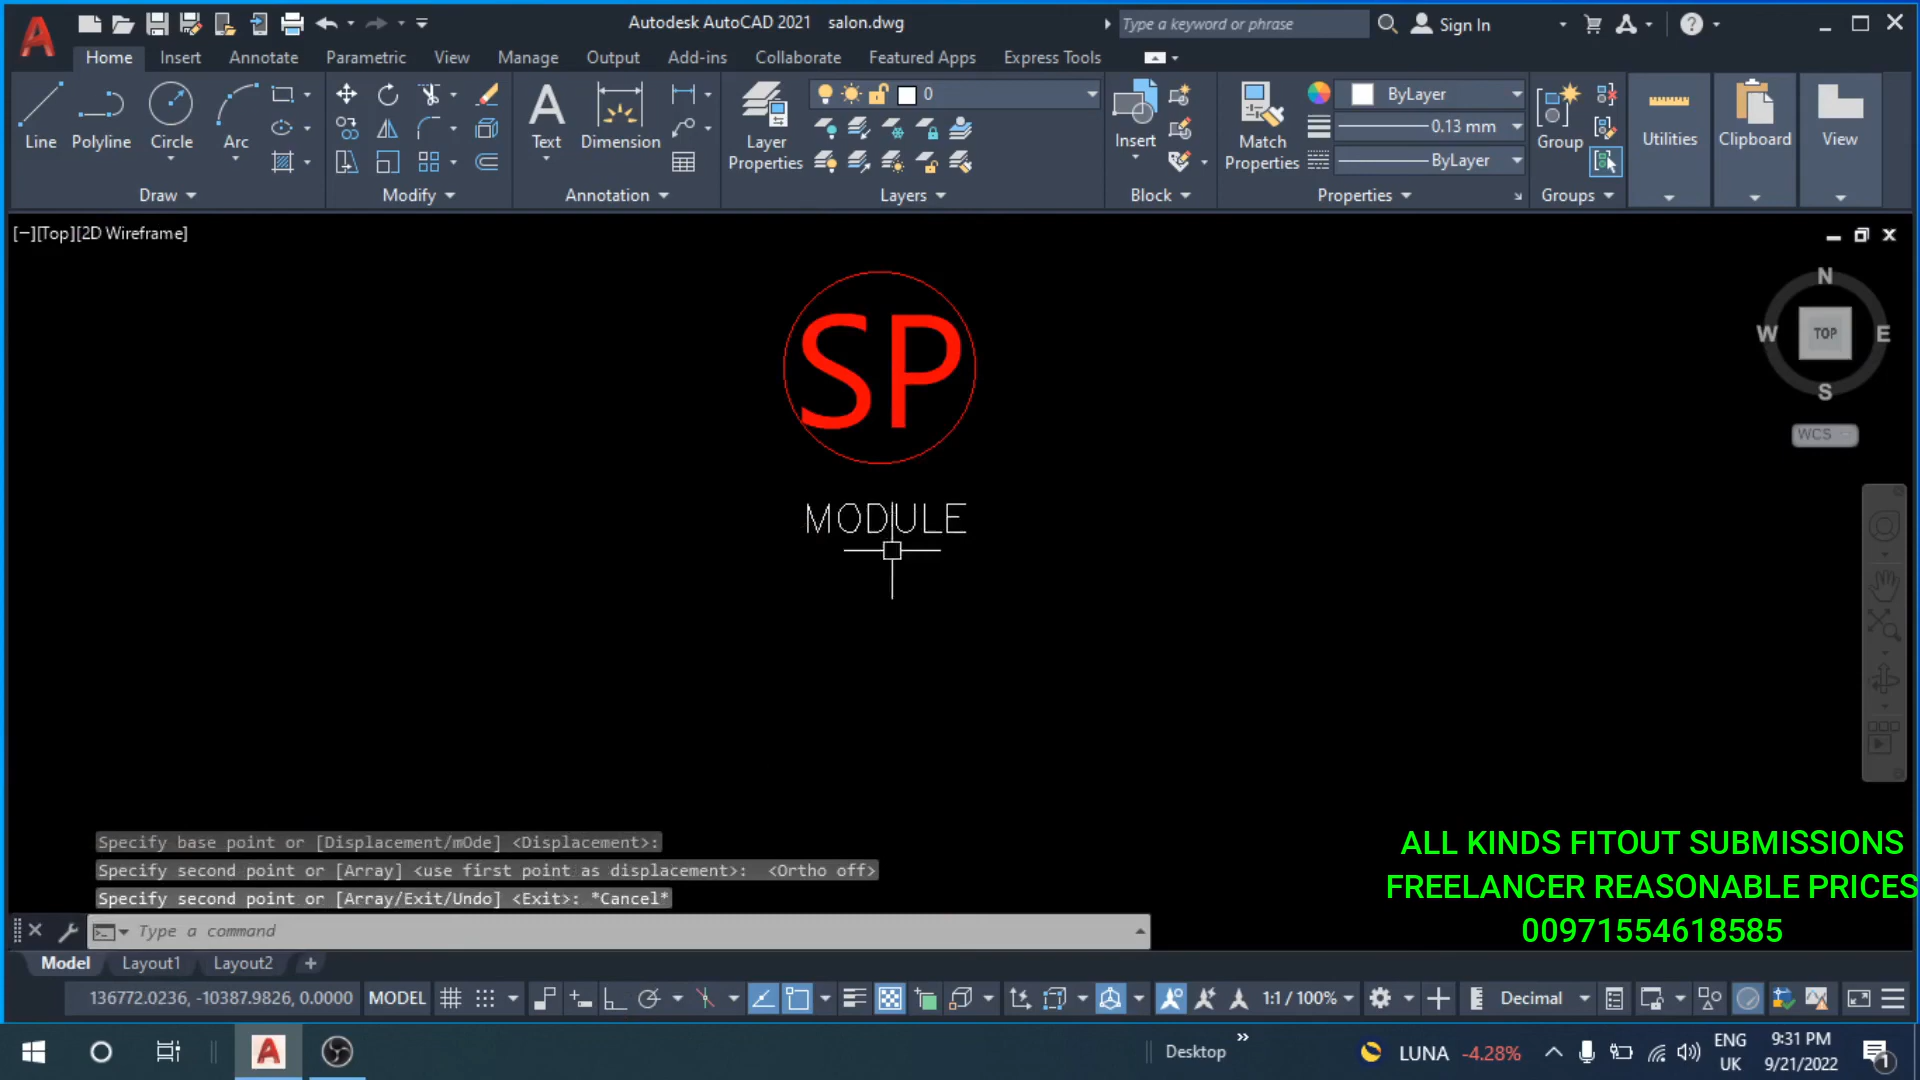 Autodesk AutoCAD 2021 salon.dwg
Type a keyword or phrase
Sign In
Home Insert Annotate Parametric View Manage Output Add-ins Collaborate Featured Apps Express Tools
Line Polyline Circle Arc
Draw
Modify
Text Dimension
Annotation
Layer Properties
0
Layers
Insert
Block
Match Properties
ByLayer
0.13 mm
ByLayer
Properties
Group
Groups
Utilities
Clipboard
View
[−][Top][2D Wireframe]
N
W TOP E
S
WCS
SP
MODULE
Specify base point or [Displacement/mOde] <Displacement>:
Specify second point or [Array] <use first point as displacement>: <Ortho off>
Specify second point or [Array/Exit/Undo] <Exit>: *Cancel*
Type a command
ALL KINDS FITOUT SUBMISSIONS
FREELANCER REASONABLE PRICES
00971554618585
Model Layout1 Layout2 +
136772.0236, -10387.9826, 0.0000 MODEL 1:1 / 100% Decimal
Desktop
LUNA -4.28%
ENG
UK
9:31 PM
9/21/2022
1